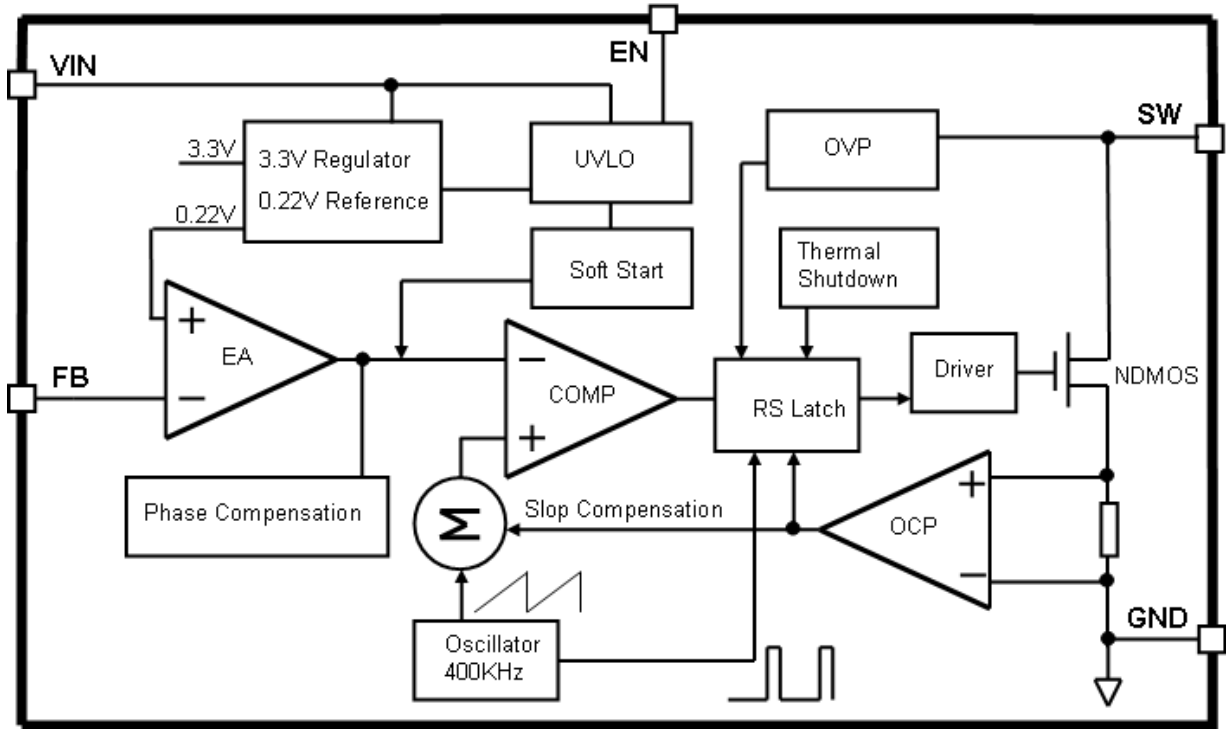 EN
VIN
SW
3.3V
3.3V Regulator
0.22V Reference
0.22V
UVLO
OVP
Soft Start
Thermal
Shutdown
+
EA
−
FB
−
COMP
+
RS Latch
Driver
NDMOS
Phase Compensation
Σ
Slop Compensation
+
OCP
−
Oscillator
400KHz
GND